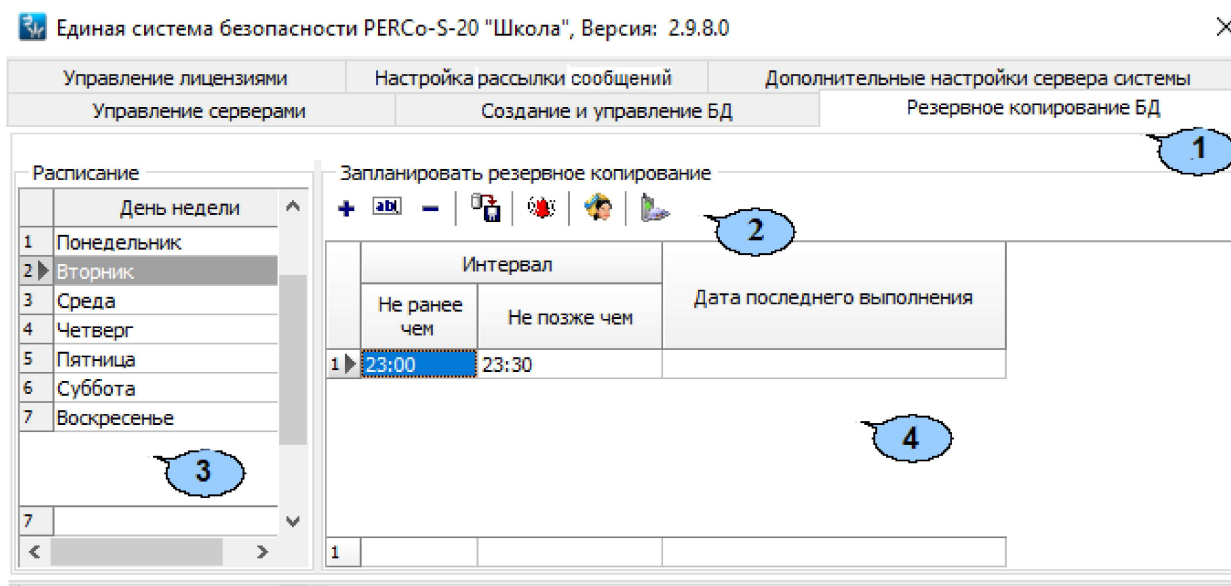 Единая система безопасности PERCo-S-20 "Школа", Версия: 2.9.8.0
Управление лицензиями Настройка рассылки сообщений Дополнительные настройки сервера системы
Управление серверами Создание и управление БД Резервное копирование БД
1
Расписание
День недели
1 Понедельник
2 Вторник
3 Среда
4 Четверг
5 Пятница
6 Суббота
7 Воскресенье
3
7
Запланировать резервное копирование
abl
2
Интервал
Не ранее чем
Не позже чем
Дата последнего выполнения
1 23:00 23:30
4
1